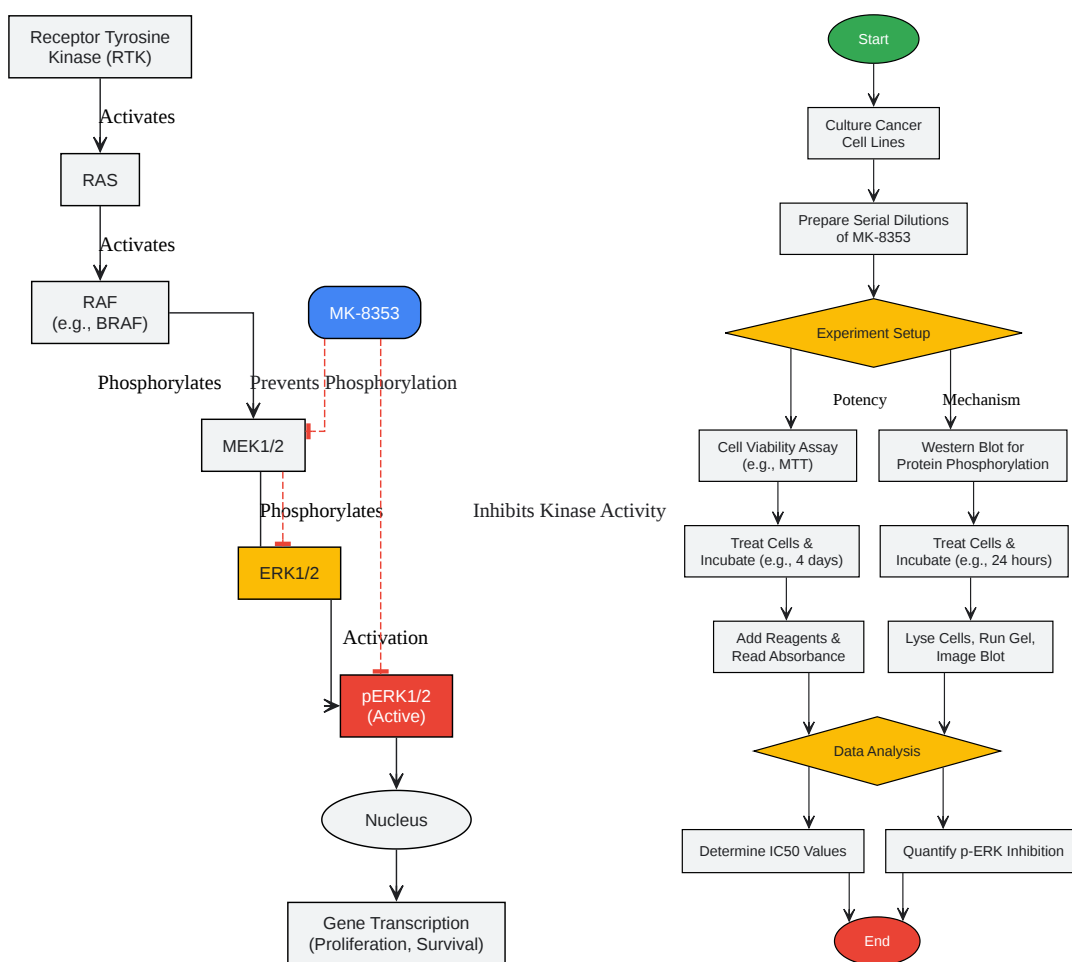 Receptor Tyrosine
Kinase (RTK)
Activates
RAS
Activates
RAF
(e.g., BRAF)
MK-8353
Phosphorylates
Prevents Phosphorylation
MEK1/2
Phosphorylates
Inhibits Kinase Activity
ERK1/2
Activation
pERK1/2
(Active)
Nucleus
Gene Transcription
(Proliferation, Survival)
Start
Culture Cancer
Cell Lines
Prepare Serial Dilutions
of MK-8353
Experiment Setup
Potency
Mechanism
Cell Viability Assay
(e.g., MTT)
Western Blot for
Protein Phosphorylation
Treat Cells &
Incubate (e.g., 4 days)
Treat Cells &
Incubate (e.g., 24 hours)
Add Reagents &
Read Absorbance
Lyse Cells, Run Gel,
Image Blot
Data Analysis
Determine IC50 Values
Quantify p-ERK Inhibition
End